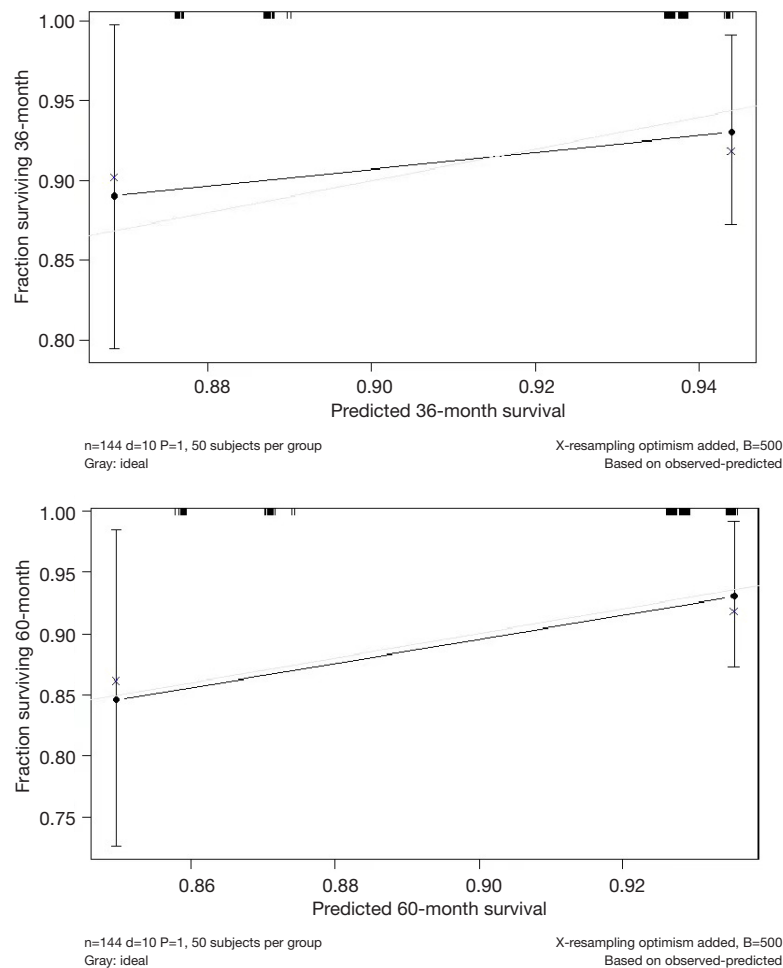 1.00
0.95
0.90
0.85
0.80
Fraction surviving 36-month
0.88 0.90 0.92 0.94
Predicted 36-month survival
n=144 d=10 P=1, 50 subjects per group
Gray: ideal
X-resampling optimism added, B=500
Based on observed-predicted
1.00
0.95
0.90
0.85
0.80
0.75
Fraction surviving 60-month
0.86 0.88 0.90 0.92
Predicted 60-month survival
n=144 d=10 P=1, 50 subjects per group
Gray: ideal
X-resampling optimism added, B=500
Based on observed-predicted